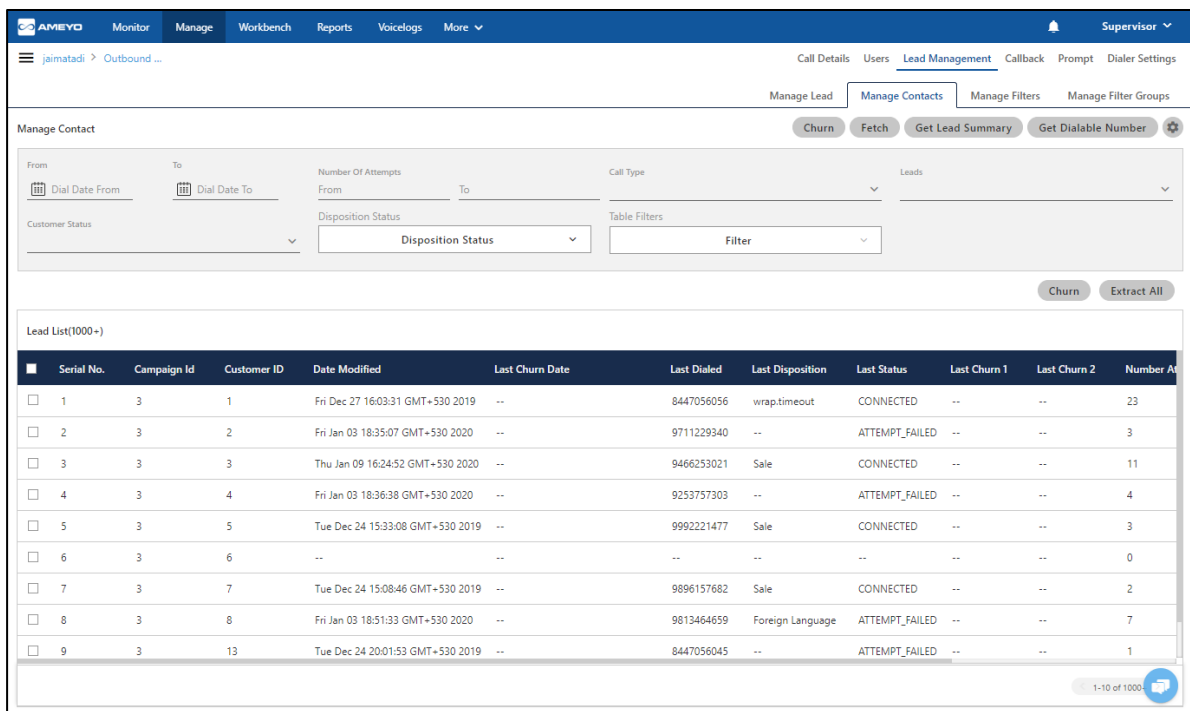 AMEYO Monitor Manage Workbench Reports Voicelogs More Supervisor
jaimatadi > Outbound ... Call Details Users Lead Management Callback Prompt Dialer Settings
Manage Lead Manage Contacts Manage Filters Manage Filter Groups
Manage Contact Churn Fetch Get Lead Summary Get Dialable Number
From To Number Of Attempts Call Type Leads
Dial Date From Dial Date To From To
Customer Status Disposition Status Table Filters
Disposition Status Filter
Churn Extract All
Lead List(1000+)
Serial No. Campaign Id Customer ID Date Modified Last Churn Date Last Dialed Last Disposition Last Status Last Churn 1 Last Churn 2 Number At
1 3 1 Fri Dec 27 16:03:31 GMT+530 2019 -- 8447056056 wrap.timeout CONNECTED -- -- 23
2 3 2 Fri Jan 03 18:35:07 GMT+530 2020 -- 9711229340 -- ATTEMPT_FAILED -- -- 3
3 3 3 Thu Jan 09 16:24:52 GMT+530 2020 -- 9466253021 Sale CONNECTED -- -- 11
4 3 4 Fri Jan 03 18:36:38 GMT+530 2020 -- 9253757303 -- ATTEMPT_FAILED -- -- 4
5 3 5 Tue Dec 24 15:33:08 GMT+530 2019 -- 9992221477 Sale CONNECTED -- -- 3
6 3 6 -- -- -- -- -- -- -- 0
7 3 7 Tue Dec 24 15:08:46 GMT+530 2019 -- 9896157682 Sale CONNECTED -- -- 2
8 3 8 Fri Jan 03 18:51:33 GMT+530 2020 -- 9813464659 Foreign Language ATTEMPT_FAILED -- -- 7
9 3 13 Tue Dec 24 20:01:53 GMT+530 2019 -- 8447056045 -- ATTEMPT_FAILED -- -- 1
1-10 of 1000+